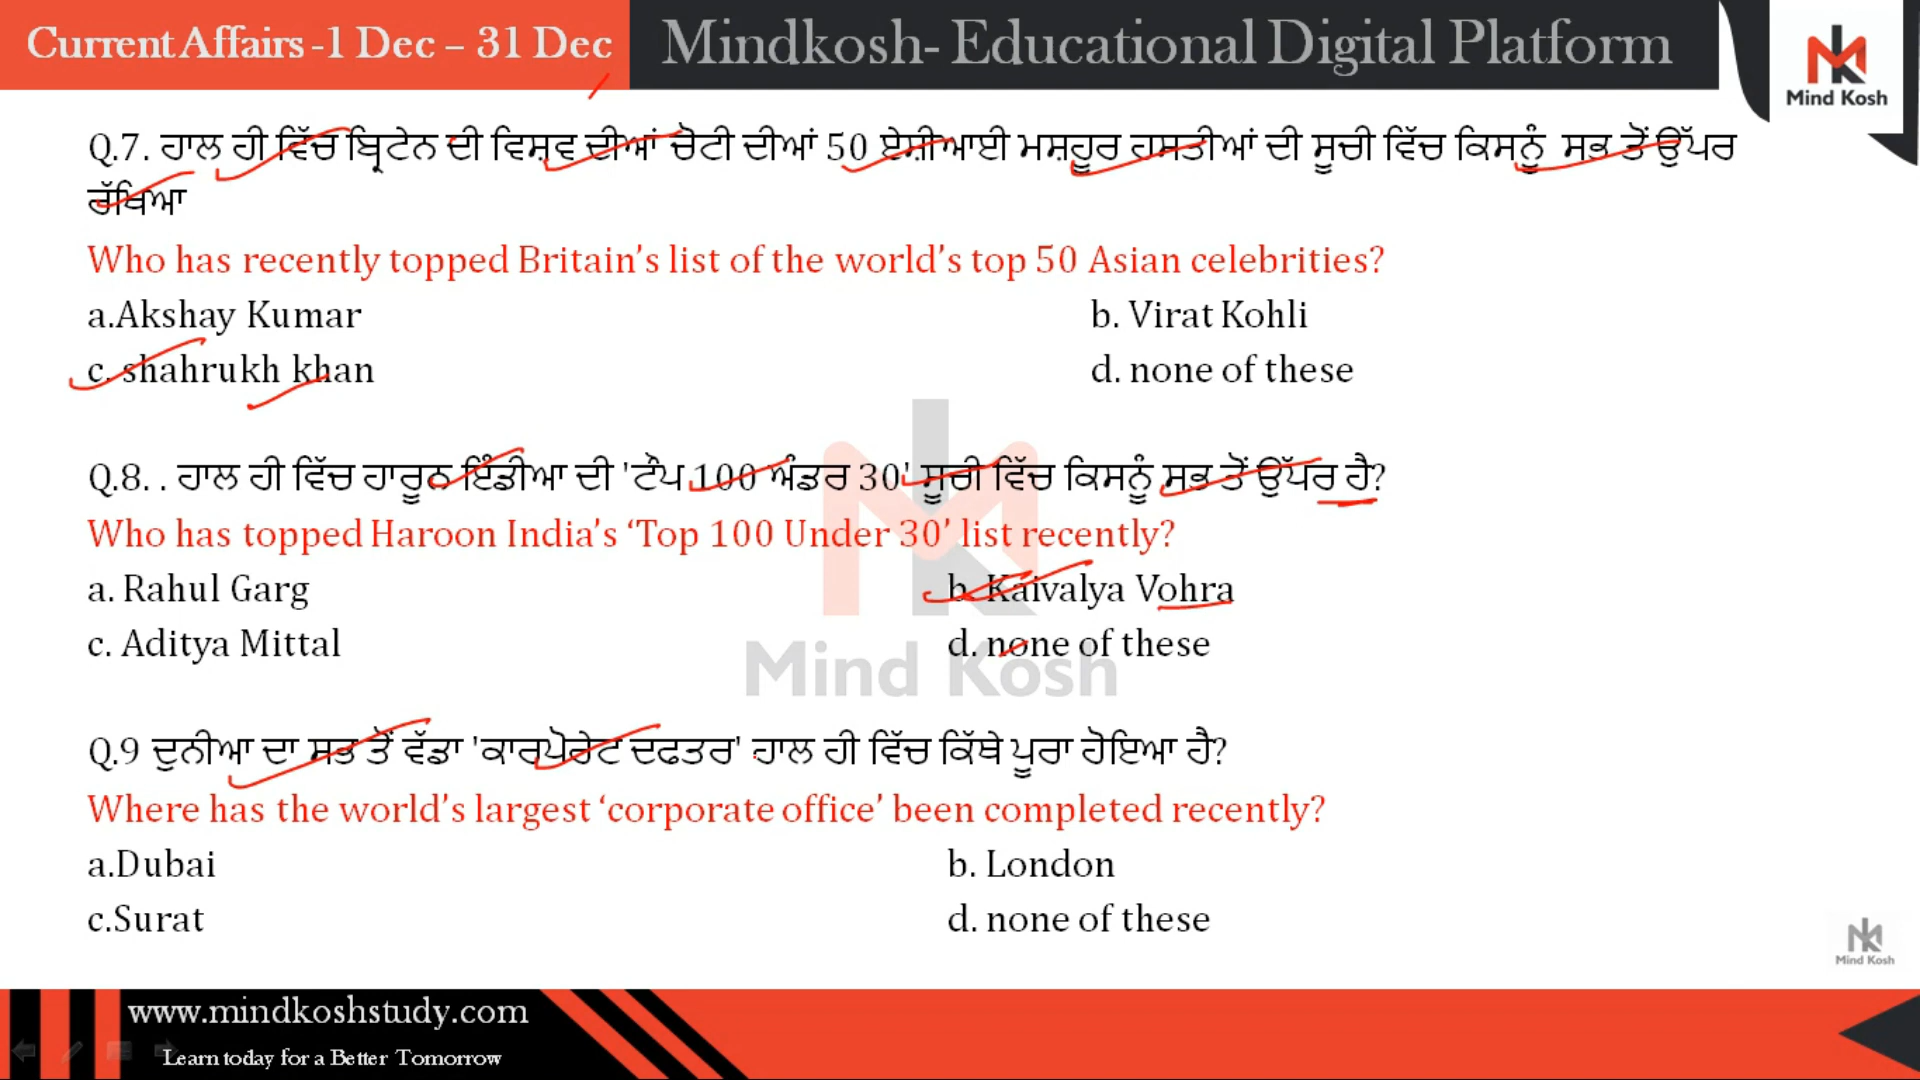 Current Affairs -1 Dec – 31 Dec
Mindkosh- Educational Digital Platform
Mind Kosh
Q.7. ਹਾਲ ਹੀ ਵਿੱਚ ਬ੍ਰਿਟੇਨ ਦੀ ਵਿਸ਼ਵ ਦੀਆਂ ਚੋਟੀ ਦੀਆਂ 50 ਏਸ਼ੀਆਈ ਮਸ਼ਹੂਰ ਹਸਤੀਆਂ ਦੀ ਸੂਚੀ ਵਿੱਚ ਕਿਸਨੂੰ ਸਭ ਤੋਂ ਉੱਪਰ
ਰੱਖਿਆ
Who has recently topped Britain's list of the world's top 50 Asian celebrities?
a.Akshay Kumar b. Virat Kohli
c. shahrukh khan d. none of these
Q.8. . ਹਾਲ ਹੀ ਵਿੱਚ ਹਾਰੂਨ ਇੰਡੀਆ ਦੀ 'ਟੌਪ 100 ਅੰਡਰ 30' ਸੂਚੀ ਵਿੱਚ ਕਿਸਨੂੰ ਸਭ ਤੋਂ ਉੱਪਰ ਹੈ?
Who has topped Haroon India's ‘Top 100 Under 30’ list recently?
a. Rahul Garg b. Kaivalya Vohra
c. Aditya Mittal d. none of these
Mind Kosh
Q.9 ਦੁਨੀਆ ਦਾ ਸਭ ਤੋਂ ਵੱਡਾ 'ਕਾਰਪੋਰੇਟ ਦਫਤਰ' ਹਾਲ ਹੀ ਵਿੱਚ ਕਿੱਥੇ ਪੂਰਾ ਹੋਇਆ ਹੈ?
Where has the world's largest ‘corporate office’ been completed recently?
a.Dubai b. London
c.Surat d. none of these
Mind Kosh
www.mindkoshstudy.com
Learn today for a Better Tomorrow